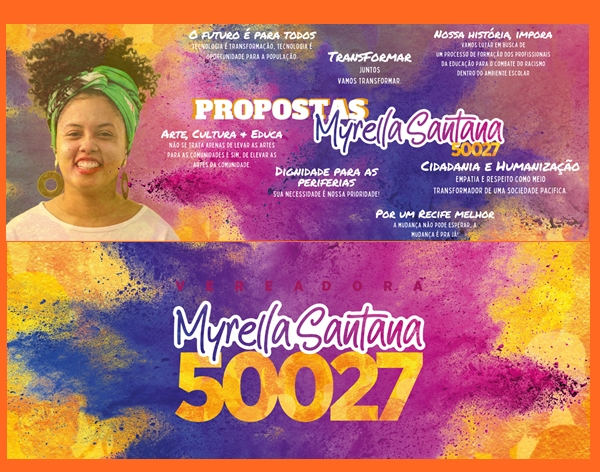 O futuro é para todos
Tecnologia é transformação, tecnologia é
oportunidade para a população.
TransFormar
juntos
vamos transformar.
Nossa história, impora
Vamos lutar em busca de
um processo de formação dos profissionais
da educação para o combate do racismo
dentro do ambiente escolar
PROPOSTAS
Myrella Santana
50027
Arte, Cultura + Educa
Não se trata apenas de levar as artes
para as comunidades e sim, de elevar as
artes da comunidade.
Dignidade para as
periferias
Sua necessidade é nossa prioridade!
Cidadania e Humanização
Empatia e respeito como meio
transformador de uma sociedade pacifica
Por um Recife melhor
A mudança não pode esperar, a
mudança é pra já!
VEREADORA
Myrella Santana
50027